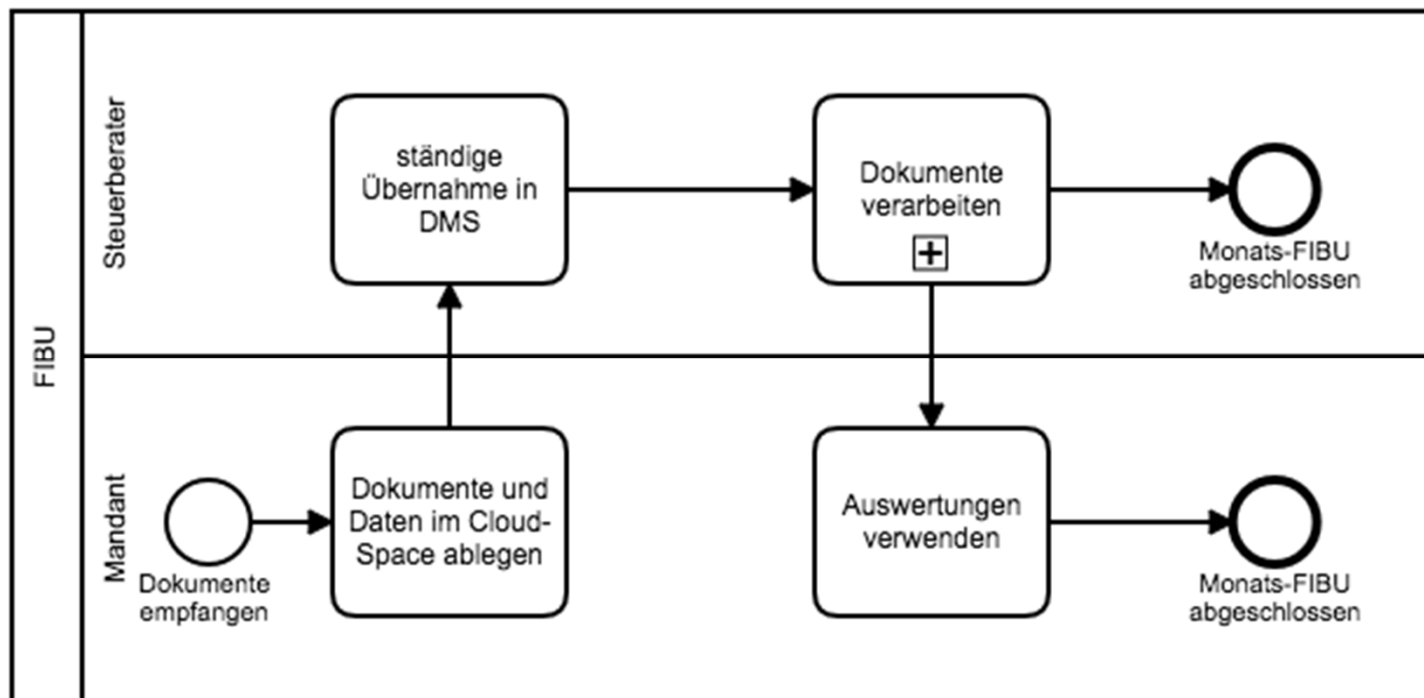 FIBU
Steuerberater
ständige
Übernahme in
DMS
Dokumente
verarbeiten
Monats-FIBU
abgeschlossen
Mandant
Dokumente
empfangen
Dokumente und
Daten im Cloud-
Space ablegen
Auswertungen
verwenden
Monats-FIBU
abgeschlossen